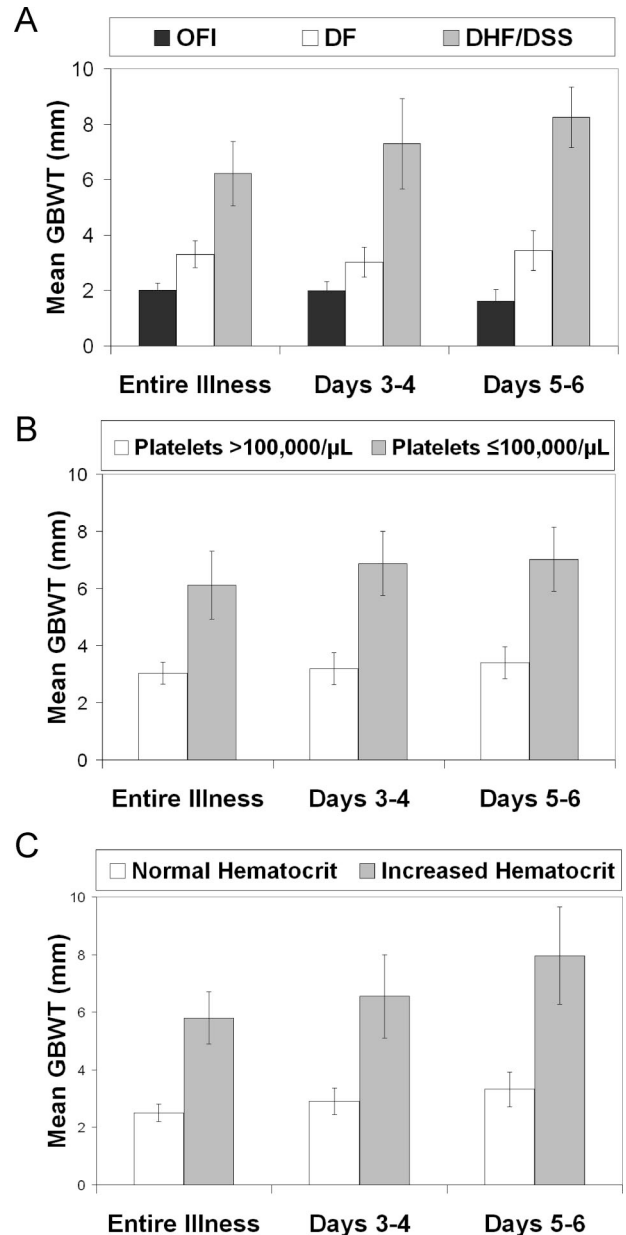 A
OFI DF DHF/DSS
10
8
6
4
2
0
Mean GBWT (mm)
Entire Illness Days 3-4 Days 5-6
B
Platelets >100,000/µL Platelets ≤100,000/µL
10
8
6
4
2
0
Mean GBWT (mm)
Entire Illness Days 3-4 Days 5-6
C
Normal Hematocrit Increased Hematocrit
10
8
6
4
2
0
Mean GBWT (mm)
Entire Illness Days 3-4 Days 5-6